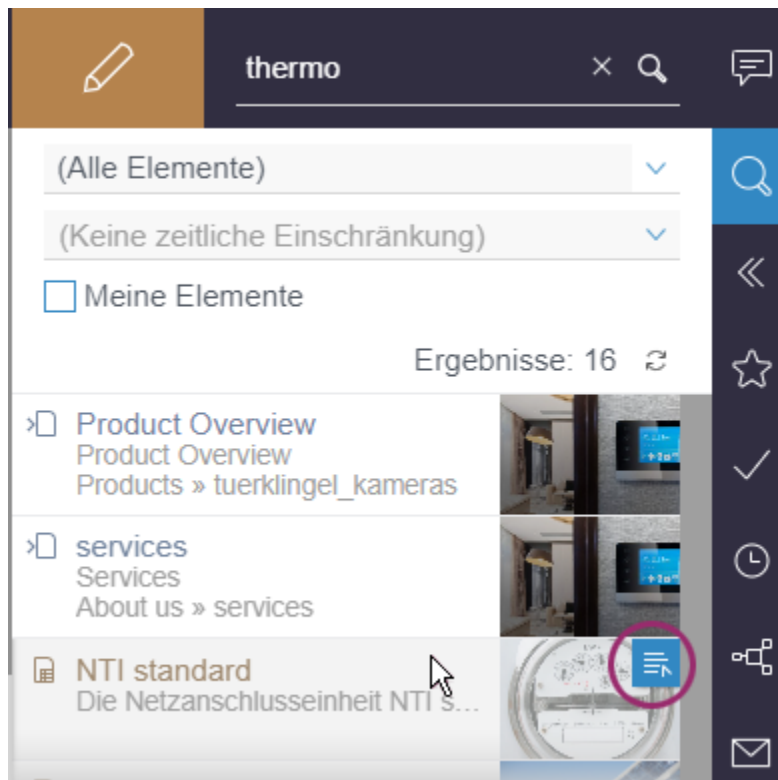 thermo
(Alle Elemente)
(Keine zeitliche Einschränkung)
Meine Elemente
Ergebnisse: 16
Product Overview
Product Overview
Products » tuerklingel_kameras
services
Services
About us » services
NTI standard
Die Netzanschlusseinheit NTI s...